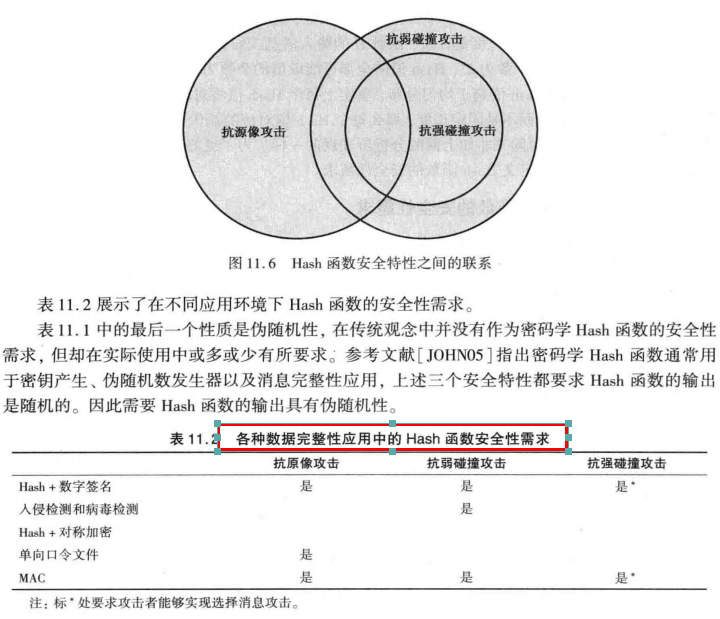 抗弱碰撞攻击
抗源像攻击
抗强碰撞攻击
图 11.6 Hash 函数安全特性之间的联系
表 11.2 展示了在不同应用环境下 Hash 函数的安全性需求。
表 11.1 中的最后一个性质是伪随机性，在传统观念中并没有作为密码学 Hash 函数的安全性
需求，但却在实际使用中或多或少有所要求。参考文献[JOHN05]指出密码学 Hash 函数通常用
于密钥产生、伪随机数发生器以及消息完整性应用，上述三个安全特性都要求 Hash 函数的输出
是随机的。因此需要 Hash 函数的输出具有伪随机性。
表 11.2 各种数据完整性应用中的 Hash 函数安全性需求
抗原像攻击 抗弱碰撞攻击 抗强碰撞攻击
Hash + 数字签名 是 是 是*
入侵检测和病毒检测 是
Hash + 对称加密
单向口令文件 是
MAC 是 是 是*
注：标*处要求攻击者能够实现选择消息攻击。